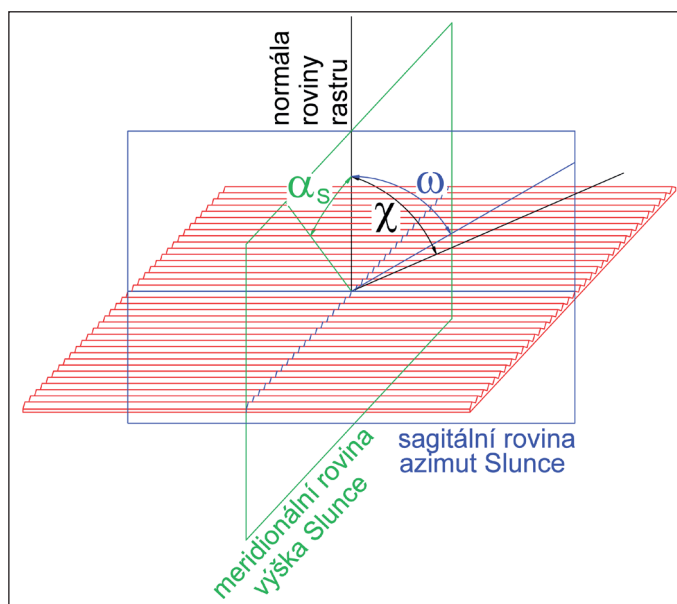 normála
roviny
rastru
αs
ω
χ
sagitální rovina
azimut Slunce
meridionální rovina
výška Slunce